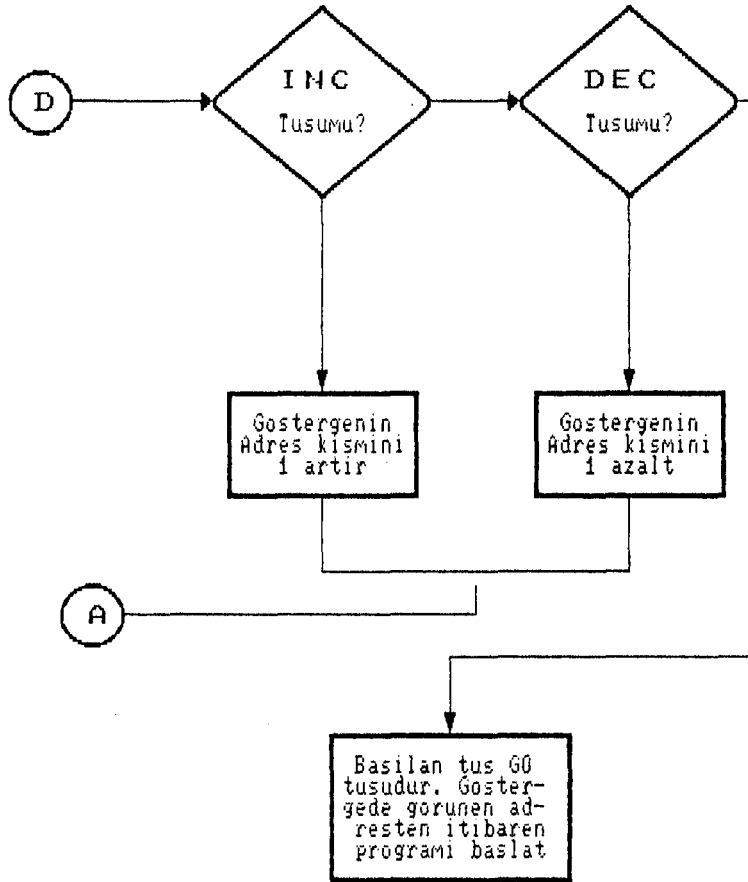 D
INC
Tusumu?
DEC
Tusumu?
Gostergenin
Adres kismini
1 artir
Gostergenin
Adres kismini
1 azalt
A
Basilan tus GO
tusudur. Goster-
gede gorunen ad-
resten itibaren
programi baslat